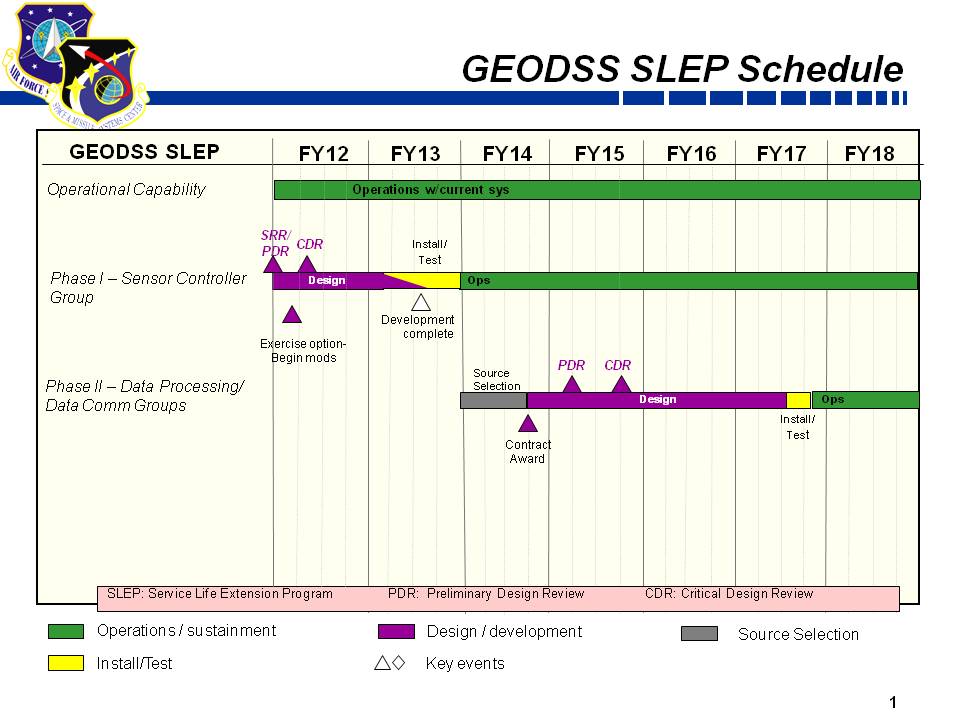 AIR FORCE
SPACE & MISSILE SYSTEMS CENTER
GEODSS SLEP Schedule
GEODSS SLEP
FY12 FY13 FY14 FY15 FY16 FY17 FY18
Operational Capability
Operations w/current sys
SRR/
PDR
CDR
Install/
Test
Phase I – Sensor Controller
Group
Design
Ops
Development
complete
Exercise option-
Begin mods
Phase II – Data Processing/
Data Comm Groups
Source
Selection
PDR
CDR
Design
Ops
Install/
Test
Contract
Award
SLEP: Service Life Extension Program PDR: Preliminary Design Review CDR: Critical Design Review
Operations / sustainment
Design / development
Source Selection
Install/Test
Key events
1